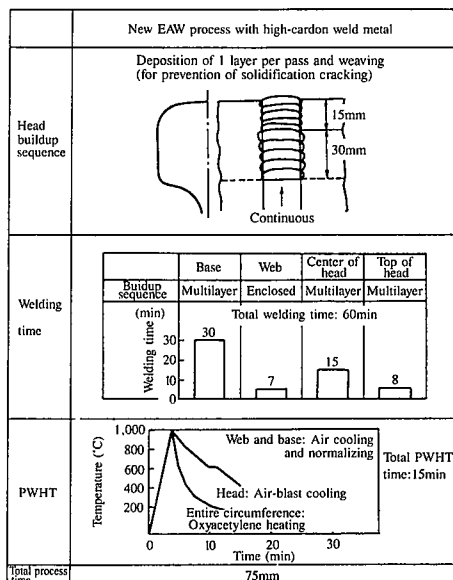 New EAW process with high-cardon weld metal
Head
buildup
sequence
Deposition of 1 layer per pass and weaving
(for prevention of solidification cracking)
15mm
30mm
Continuous
Welding
time
Base
Web
Center of
head
Top of
head
Buidup
sequence
Multilayer
Enclosed
Multilayer
Multilayer
(min)
Total welding time: 60min
Welding time
30
20
10
0
30
7
15
8
PWHT
Temperature (°C)
1,000
800
600
400
200
Web and base: Air cooling
and normalizing
Head: Air-blast cooling
Entire circumference:
Oxyacetylene heating
0
10
20
30
Time (min)
Total PWHT
time:15min
Total process
time
75mm